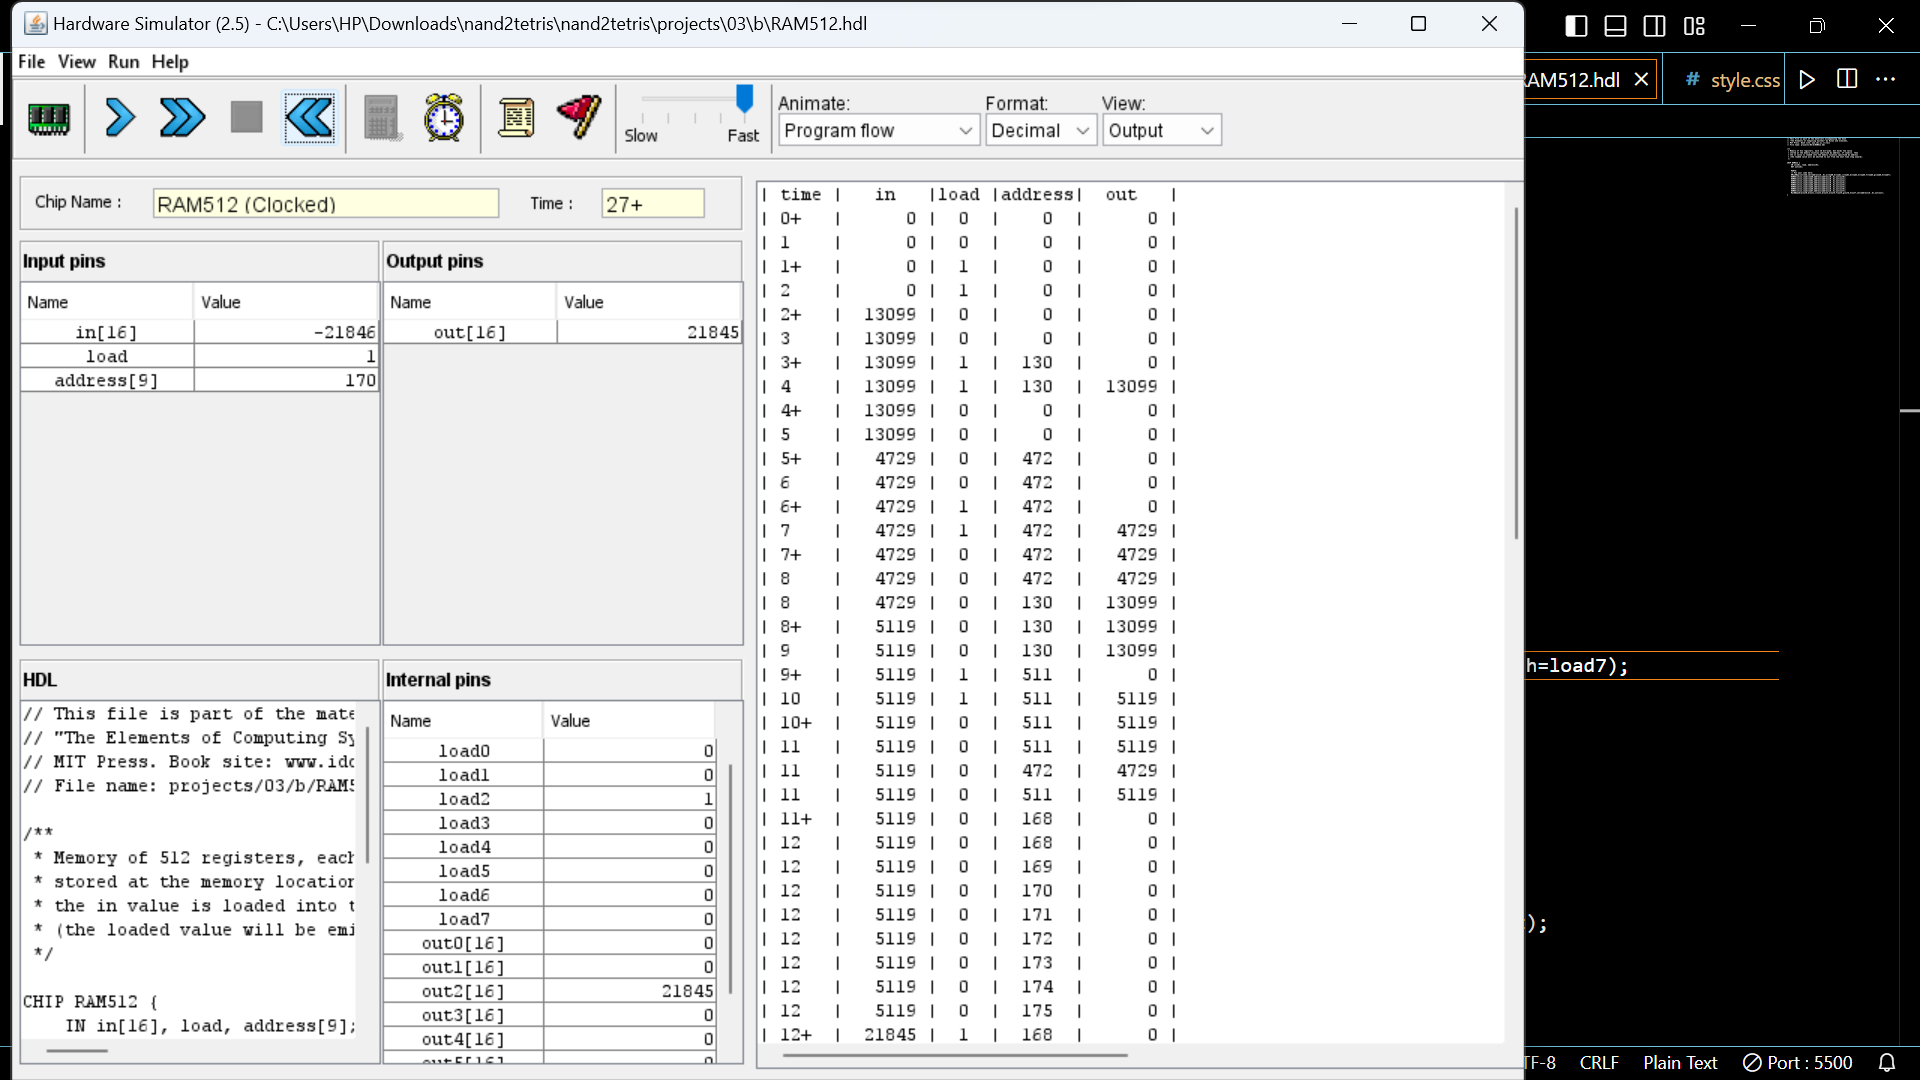 Hardware Simulator (2.5) - C:\Users\HP\Downloads\nand2tetris\nand2tetris\projects\03\b\RAM512.hdl
File View Run Help
Slow Fast
Animate: Format: View:
Program flow Decimal Output
RAM512.hdl # style.css
Chip Name : RAM512 (Clocked) Time : 27+
Input pins
Name Value
in[16] -21846
load 1
address[9] 170
Output pins
Name Value
out[16] 21845
HDL
// This file is part of the mate
// "The Elements of Computing Sy
// MIT Press. Book site: www.idc
// File name: projects/03/b/RAM5
/**
* Memory of 512 registers, each
* stored at the memory location
* the in value is loaded into t
* (the loaded value will be emi
*/
CHIP RAM512 {
IN in[16], load, address[9];
Internal pins
Name Value
load0 0
load1 0
load2 1
load3 0
load4 0
load5 0
load6 0
load7 0
out0[16] 0
out1[16] 0
out2[16] 21845
out3[16] 0
out4[16] 0
out5[16] 0
| time | in |load |address| out |
| 0+ | 0 | 0 | 0 | 0 |
| 1 | 0 | 0 | 0 | 0 |
| 1+ | 0 | 1 | 0 | 0 |
| 2 | 0 | 1 | 0 | 0 |
| 2+ | 13099 | 0 | 0 | 0 |
| 3 | 13099 | 0 | 0 | 0 |
| 3+ | 13099 | 1 | 130 | 0 |
| 4 | 13099 | 1 | 130 | 13099 |
| 4+ | 13099 | 0 | 0 | 0 |
| 5 | 13099 | 0 | 0 | 0 |
| 5+ | 4729 | 0 | 472 | 0 |
| 6 | 4729 | 0 | 472 | 0 |
| 6+ | 4729 | 1 | 472 | 0 |
| 7 | 4729 | 1 | 472 | 4729 |
| 7+ | 4729 | 0 | 472 | 4729 |
| 8 | 4729 | 0 | 472 | 4729 |
| 8 | 4729 | 0 | 130 | 13099 |
| 8+ | 5119 | 0 | 130 | 13099 |
| 9 | 5119 | 0 | 130 | 13099 |
| 9+ | 5119 | 1 | 511 | 0 |
| 10 | 5119 | 1 | 511 | 5119 |
| 10+ | 5119 | 0 | 511 | 5119 |
| 11 | 5119 | 0 | 511 | 5119 |
| 11 | 5119 | 0 | 472 | 4729 |
| 11 | 5119 | 0 | 511 | 5119 |
| 11+ | 5119 | 0 | 168 | 0 |
| 12 | 5119 | 0 | 168 | 0 |
| 12 | 5119 | 0 | 169 | 0 |
| 12 | 5119 | 0 | 170 | 0 |
| 12 | 5119 | 0 | 171 | 0 |
| 12 | 5119 | 0 | 172 | 0 |
| 12 | 5119 | 0 | 173 | 0 |
| 12 | 5119 | 0 | 174 | 0 |
| 12 | 5119 | 0 | 175 | 0 |
| 12+ | 21845 | 1 | 168 | 0 |
h=load7);
);
TF-8 CRLF Plain Text Port : 5500